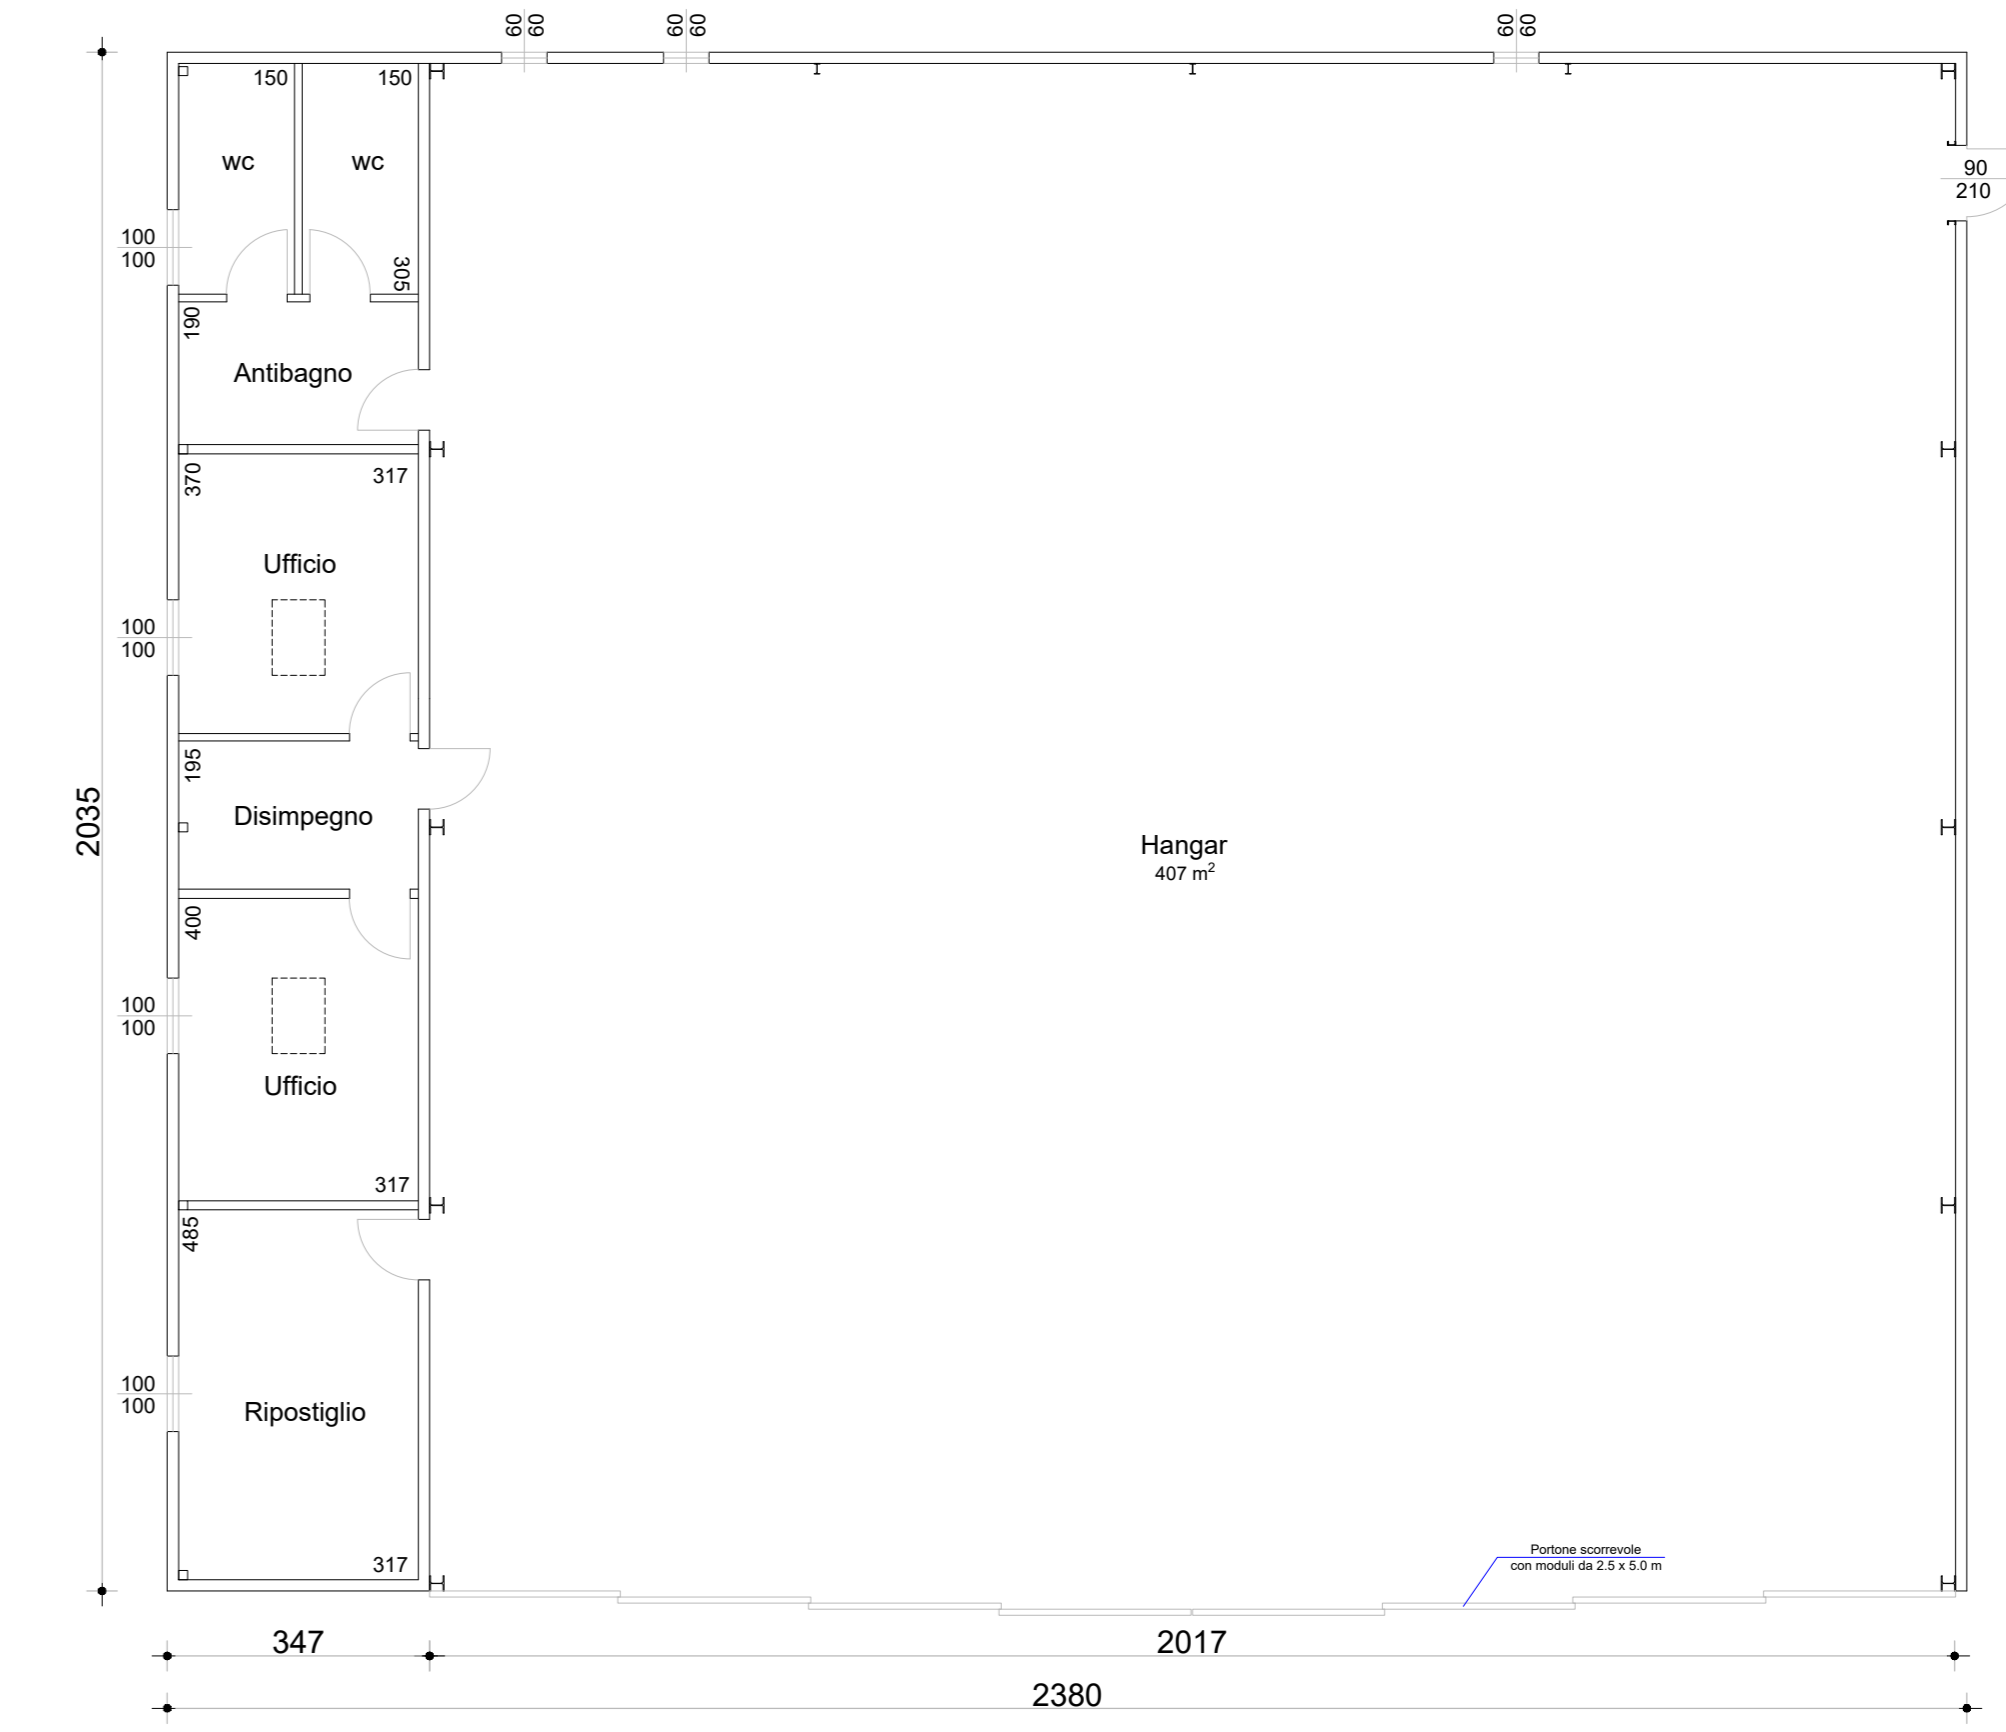 60
60
60
60
60
60
150
150
wc
wc
90
210
100
100
305
190
Antibagno
370
317
Ufficio
100
100
195
2035
Disimpegno
Hangar
407 m²
400
100
100
Ufficio
317
485
100
100
Ripostiglio
317
Portone scorrevole
con moduli da 2.5 x 5.0 m
347
2017
2380